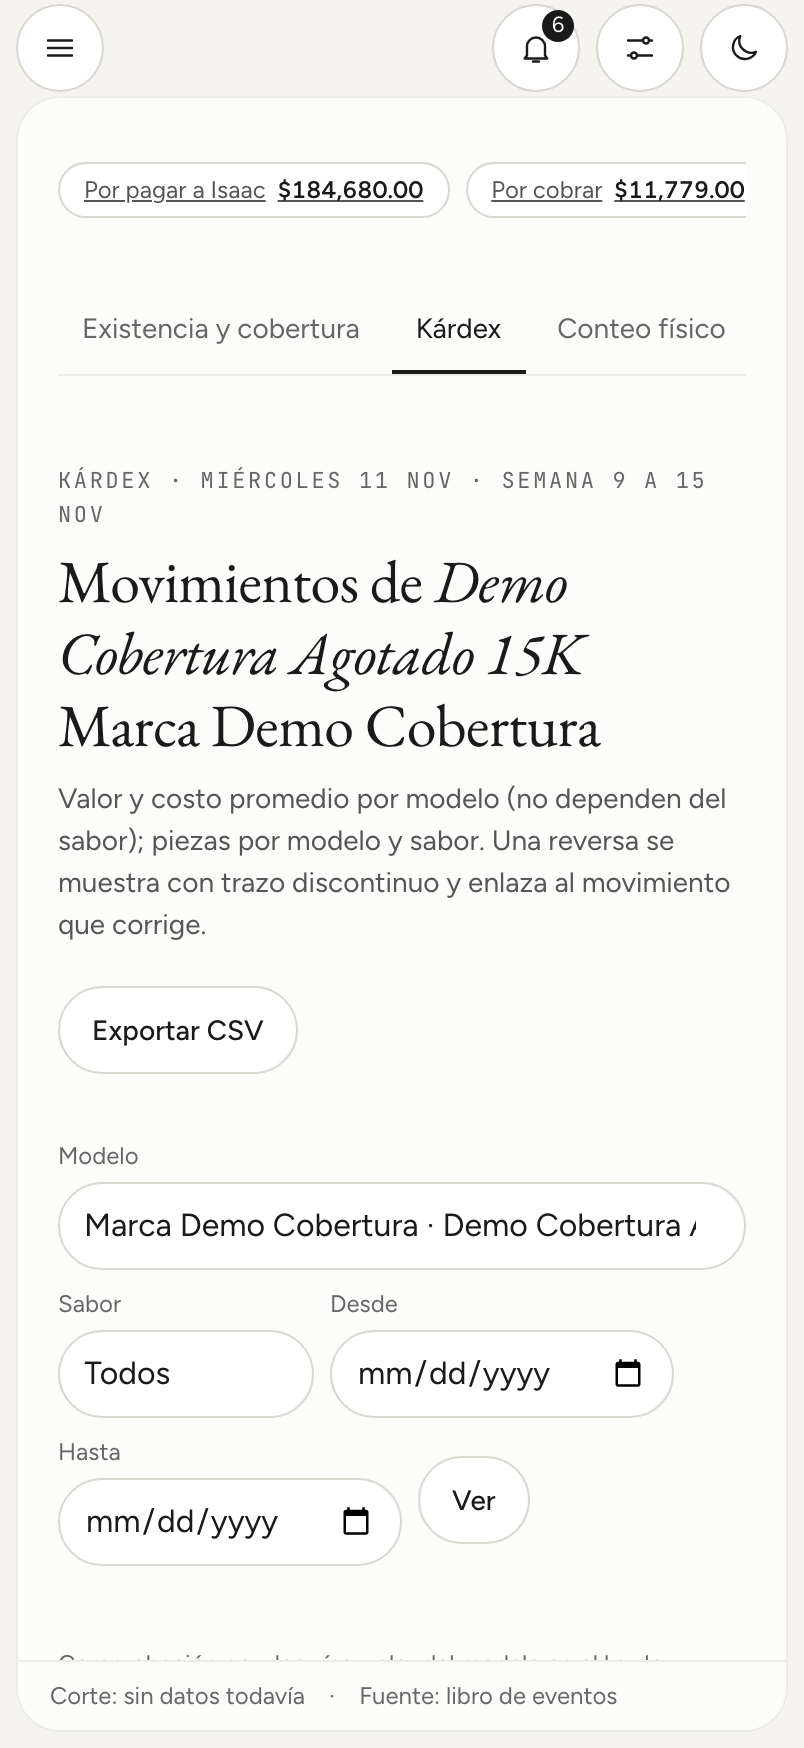 6
Por pagar a Isaac $184,680.00 Por cobrar $11,779.00
Existencia y cobertura Kárdex Conteo físico
KÁRDEX · MIÉRCOLES 11 NOV · SEMANA 9 A 15
NOV
Movimientos de Demo
Cobertura Agotado 15K
Marca Demo Cobertura
Valor y costo promedio por modelo (no dependen del
sabor); piezas por modelo y sabor. Una reversa se
muestra con trazo discontinuo y enlaza al movimiento
que corrige.
Exportar CSV
Modelo
Marca Demo Cobertura · Demo Cobertura
Sabor Desde
Todos mm/dd/yyyy
Hasta
mm/dd/yyyy Ver
Corte: sin datos todavía · Fuente: libro de eventos